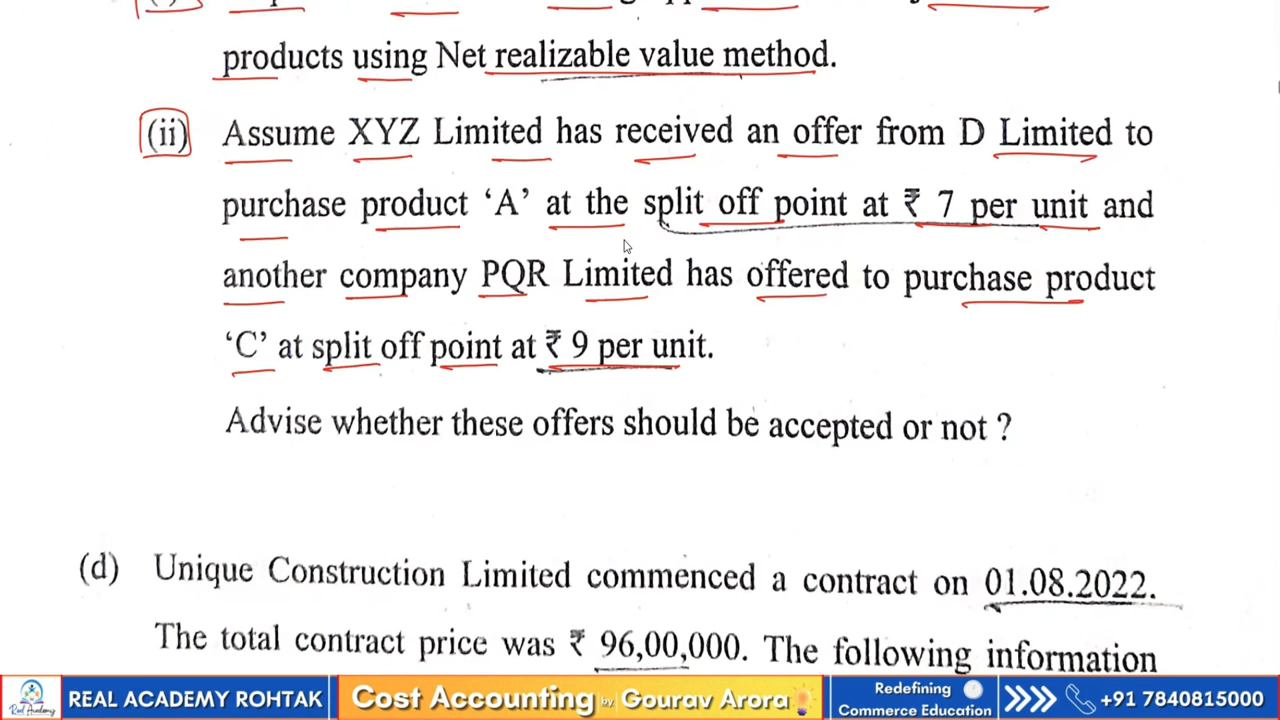 products using Net realizable value method.
(ii) Assume XYZ Limited has received an offer from D Limited to
purchase product ‘A’ at the split off point at ₹ 7 per unit and
another company PQR Limited has offered to purchase product
‘C’ at split off point at ₹ 9 per unit.
Advise whether these offers should be accepted or not ?
(d) Unique Construction Limited commenced a contract on 01.08.2022.
The total contract price was ₹ 96,00,000. The following information
Real Academy
REAL ACADEMY ROHTAK
Cost Accounting by Gourav Arora
Redefining
Commerce Education
+91 7840815000